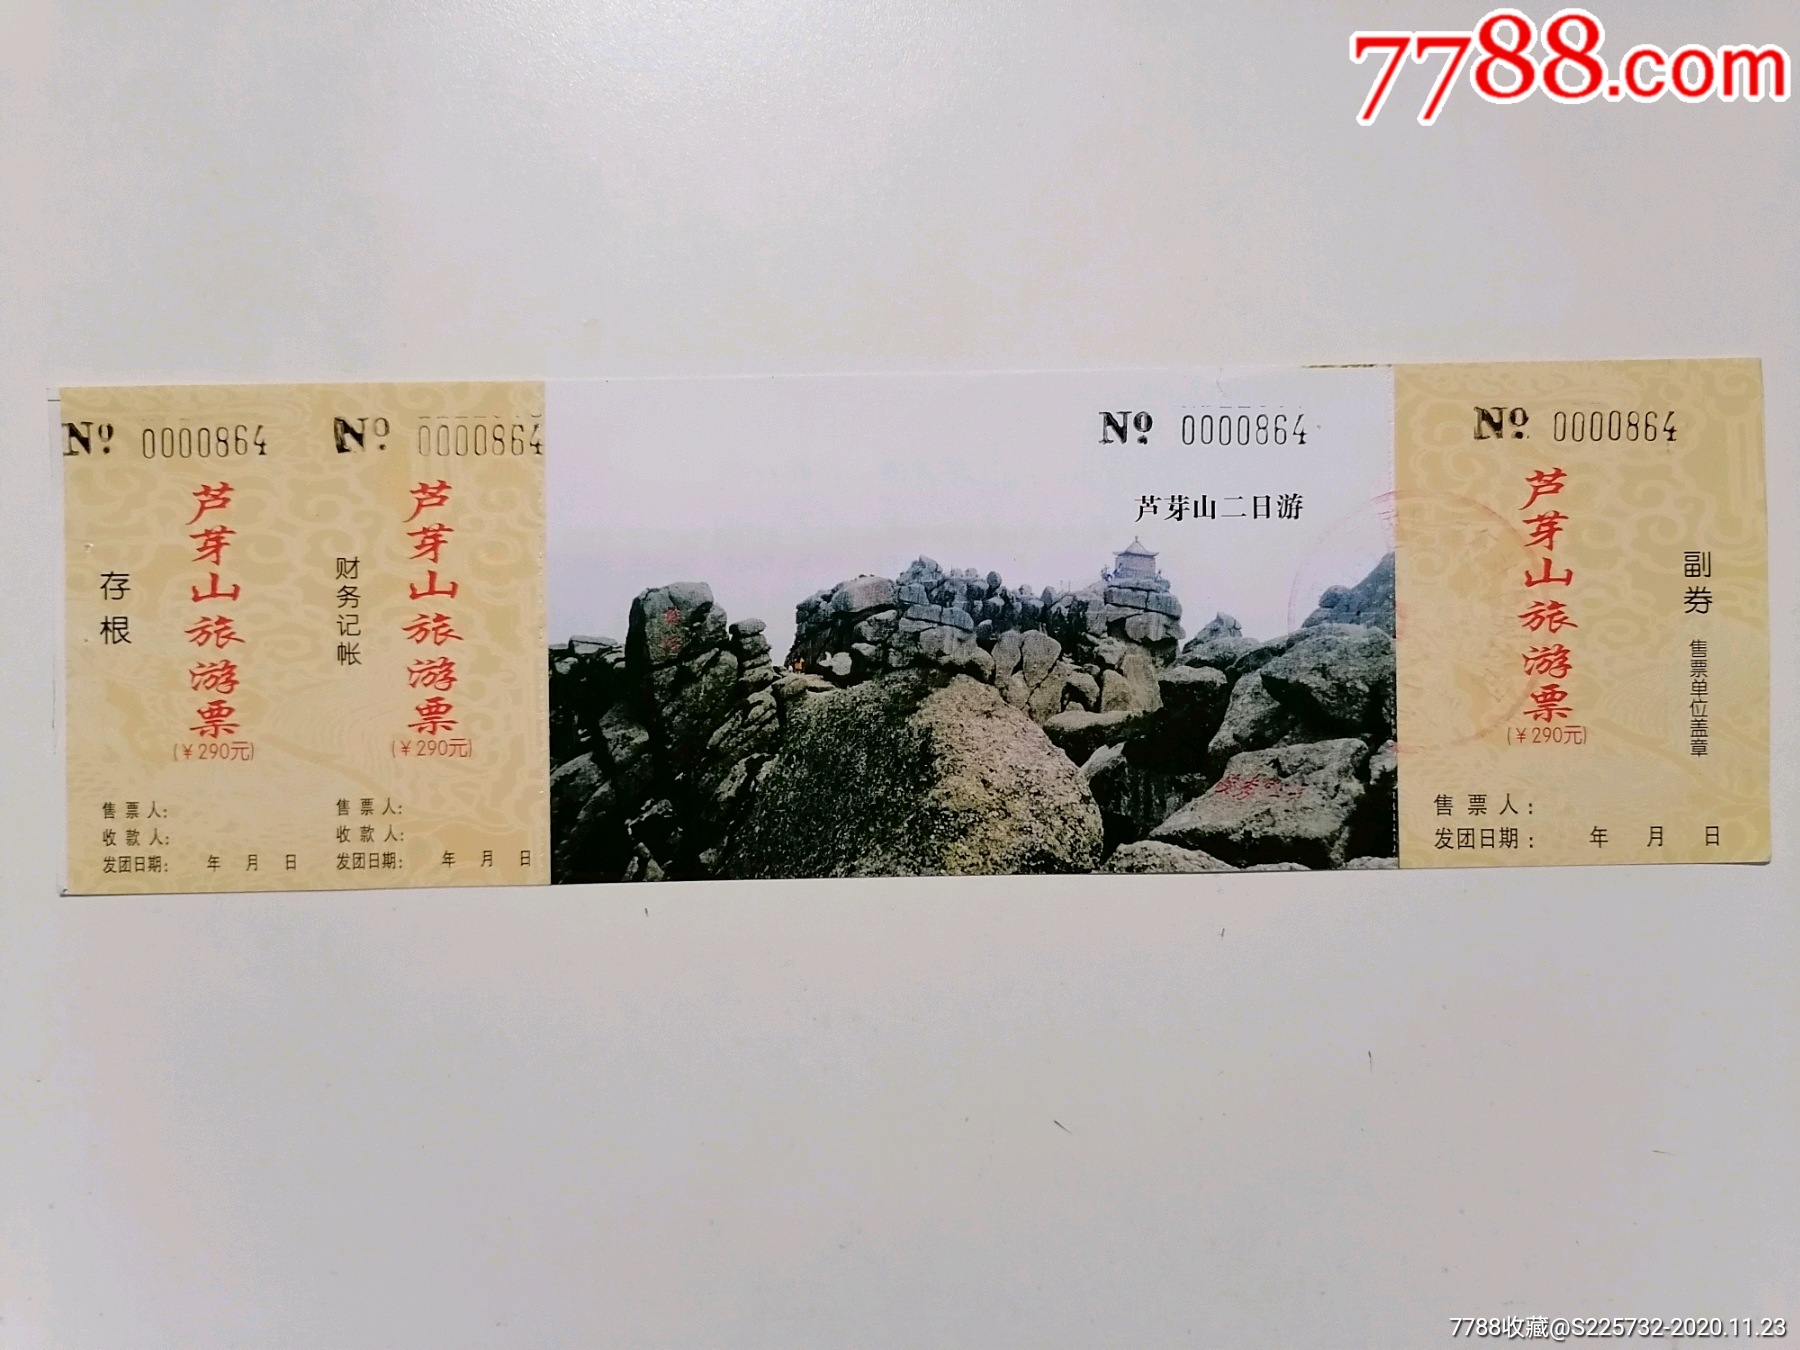 7788.com
№ 0000864
芦芽山旅游票
(¥290元)
存根
售票人:
收款人:
发团日期: 年 月 日
№ 0000864
芦芽山旅游票
(¥290元)
财务记帐
售票人:
收款人:
发团日期: 年 月 日
№ 0000864
芦芽山二日游
№ 0000864
芦芽山旅游票
(¥290元)
副券
售票单位盖章
售票人:
发团日期: 年 月 日
7788收藏@S225732-2020.11.23